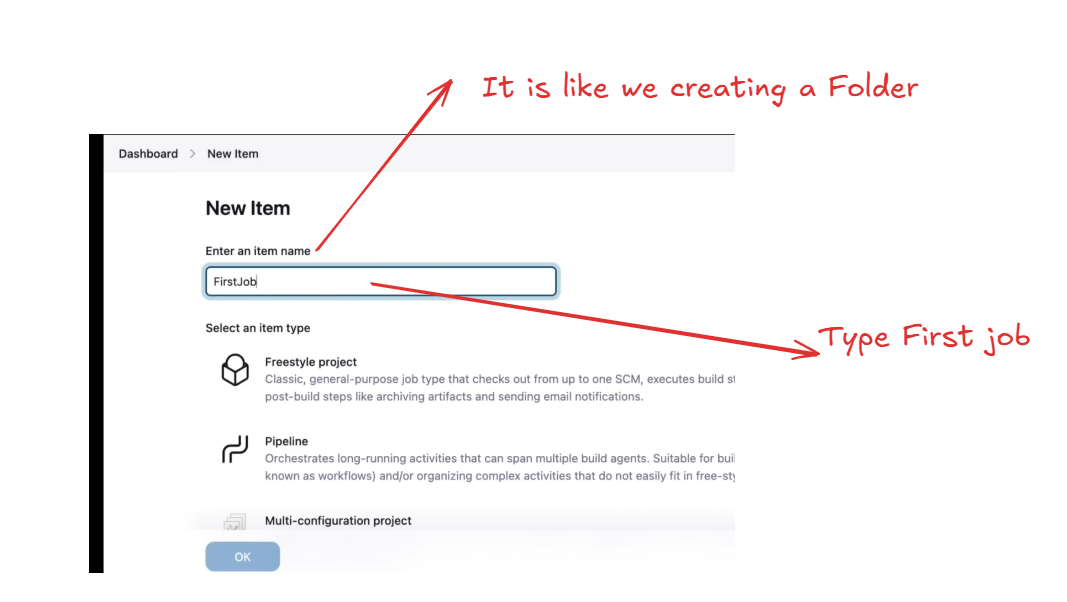 It is like we creating a Folder
Dashboard > New Item
New Item
Enter an item name
FirstJob
Type First job
Select an item type
Freestyle project
Classic, general-purpose job type that checks out from up to one SCM, executes build st
post-build steps like archiving artifacts and sending email notifications.
Pipeline
Orchestrates long-running activities that can span multiple build agents. Suitable for buil
known as workflows) and/or organizing complex activities that do not easily fit in free-sty
Multi-configuration project
OK